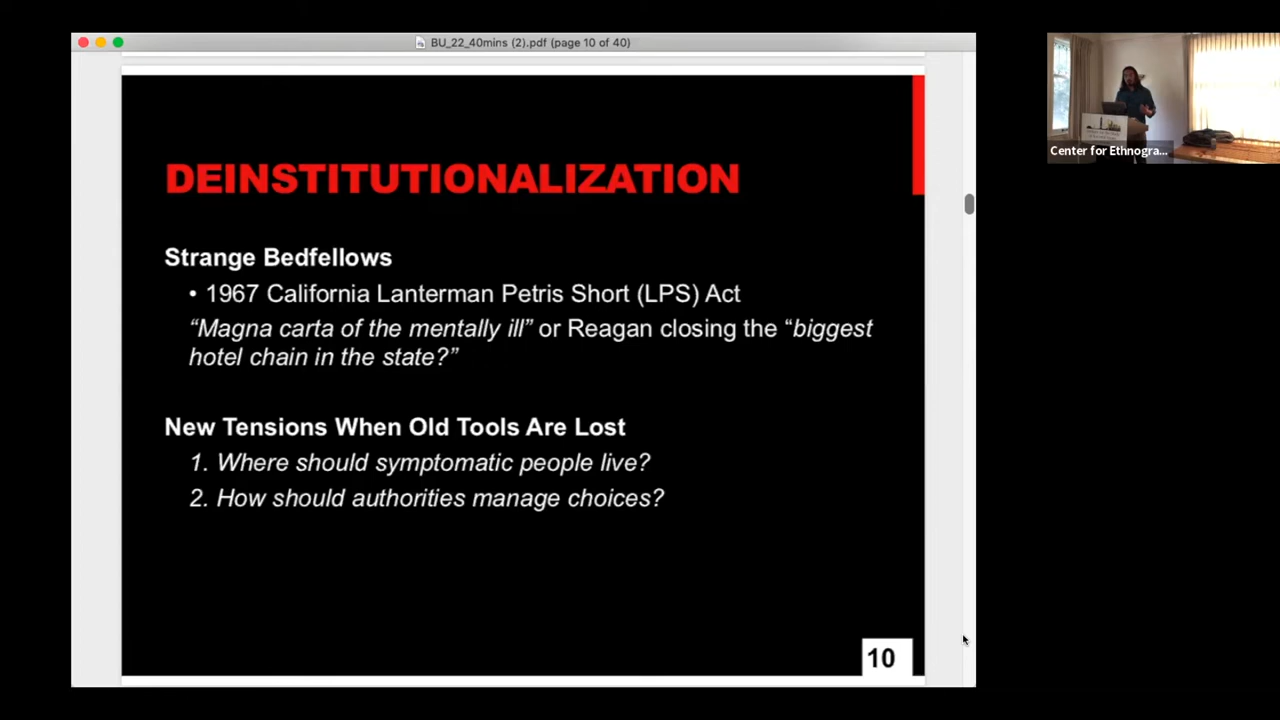 BU_22_40mins (2).pdf (page 10 of 40)
DEINSTITUTIONALIZATION
Strange Bedfellows
• 1967 California Lanterman Petris Short (LPS) Act
“Magna carta of the mentally ill” or Reagan closing the “biggest
hotel chain in the state?”
New Tensions When Old Tools Are Lost
1. Where should symptomatic people live?
2. How should authorities manage choices?
10
Center for Ethnogra...